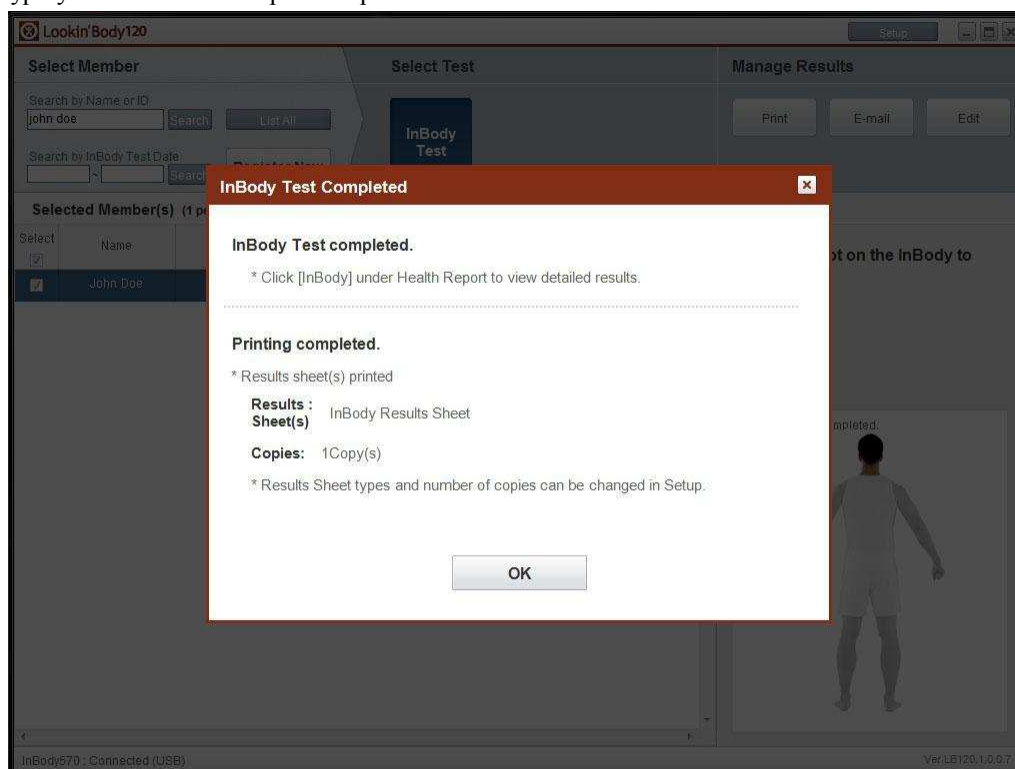 Lookin'Body120
Setup
Select Member
Select Test
Manage Results
Search by Name or ID
john doe
Search
List All
InBody
Test
Print
E-mail
Edit
Search by InBody Test Date
~
Search
InBody Test Completed
Selected Member(s) (1
Select
Name
John Doe
on the InBody to
InBody Test completed.
* Click [InBody] under Health Report to view detailed results.
Printing completed.
* Results sheet(s) printed
Results :
Sheet(s)
InBody Results Sheet
Copies: 1Copy(s)
* Results Sheet types and number of copies can be changed in Setup.
OK
InBody570 : Connected (USB)
Ver.LB120.1.0.0.7